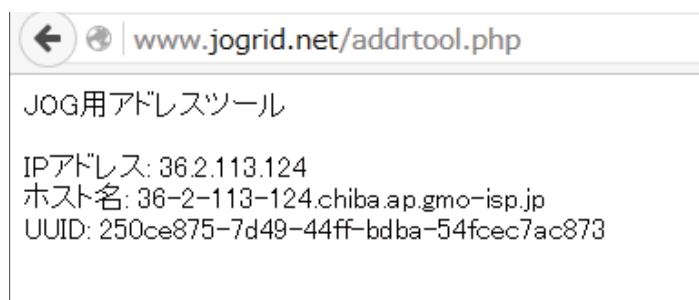 www.jogrid.net/addrtool.php
JOG用アドレスツール
IPアドレス: 36.2.113.124
ホスト名: 36-2-113-124.chiba.ap.gmo-isp.jp
UUID: 250ce875-7d49-44ff-bdba-54fcec7ac873